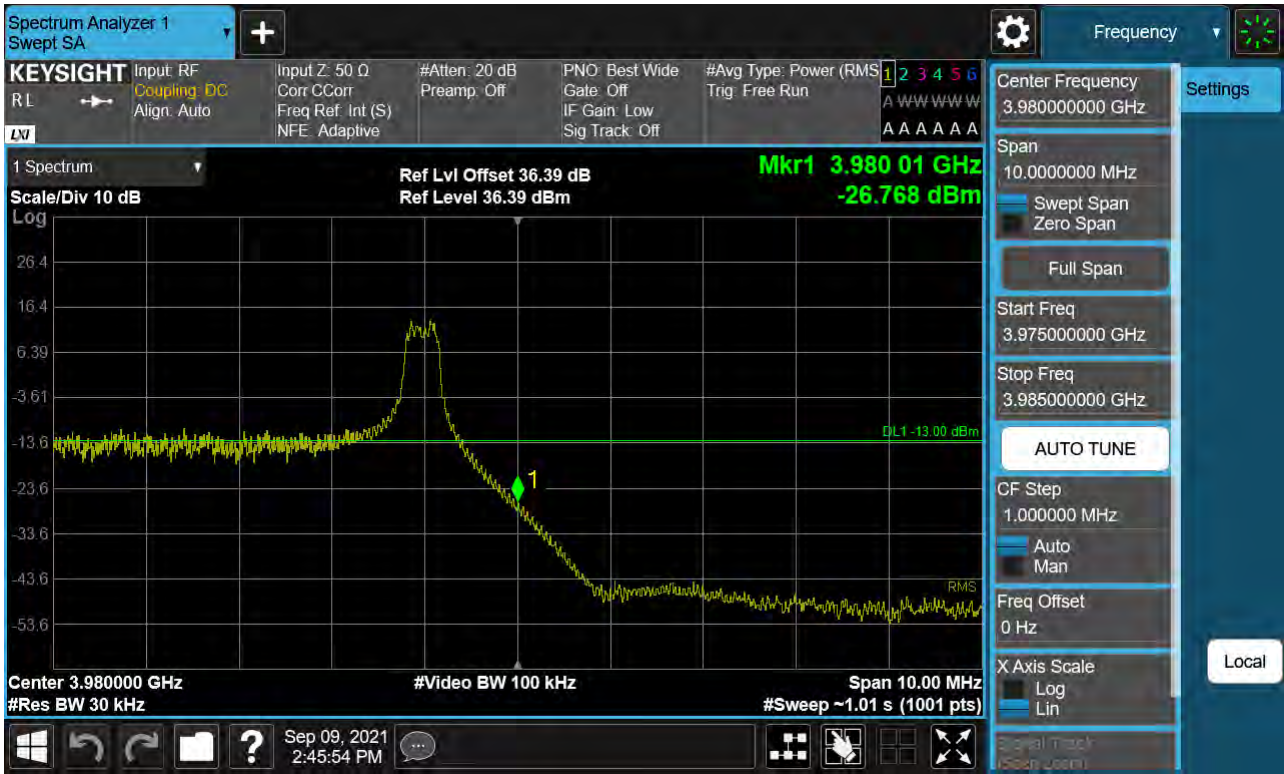 Spectrum Analyzer 1
Swept SA
+
Frequency
KEYSIGHT
RL
LXI
Input: RF
Coupling: DC
Align: Auto
Input Z: 50 Ω
Corr CCorr
Freq Ref: Int (S)
NFE: Adaptive
#Atten: 20 dB
Preamp: Off
PNO: Best Wide
Gate: Off
IF Gain: Low
Sig Track: Off
#Avg Type: Power (RMS
Trig: Free Run
1 2 3 4 5 6
A W W W W W
A A A A A A
1 Spectrum
Scale/Div 10 dB
Log
Ref Lvl Offset 36.39 dB
Ref Level 36.39 dBm
Mkr1 3.980 01 GHz
-26.768 dBm
26.4
16.4
6.39
-3.61
-13.6
-23.6
-33.6
-43.6
-53.6
DL1 -13.00 dBm
1
RMS
Center 3.980000 GHz
#Res BW 30 kHz
#Video BW 100 kHz
Span 10.00 MHz
#Sweep ~1.01 s (1001 pts)
Center Frequency
3.980000000 GHz
Settings
Span
10.0000000 MHz
Swept Span
Zero Span
Full Span
Start Freq
3.975000000 GHz
Stop Freq
3.985000000 GHz
AUTO TUNE
CF Step
1.000000 MHz
Auto
Man
Freq Offset
0 Hz
X Axis Scale
Log
Lin
Signal Track
(Span Zoom)
Local
?
Sep 09, 2021
2:45:54 PM